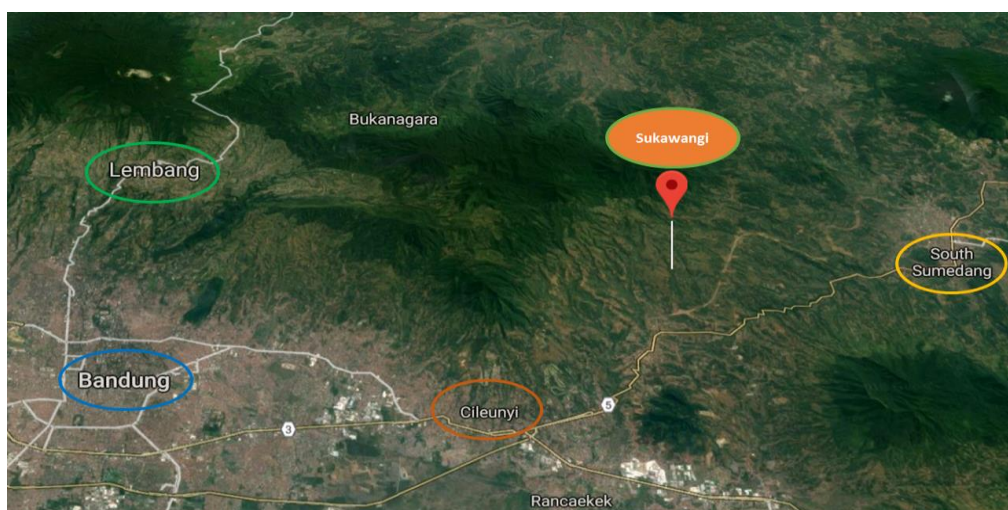 Bukanagara
Sukawangi
Lembang
South
Sumedang
Bandung
Cileunyi
5
3
Rancaekek